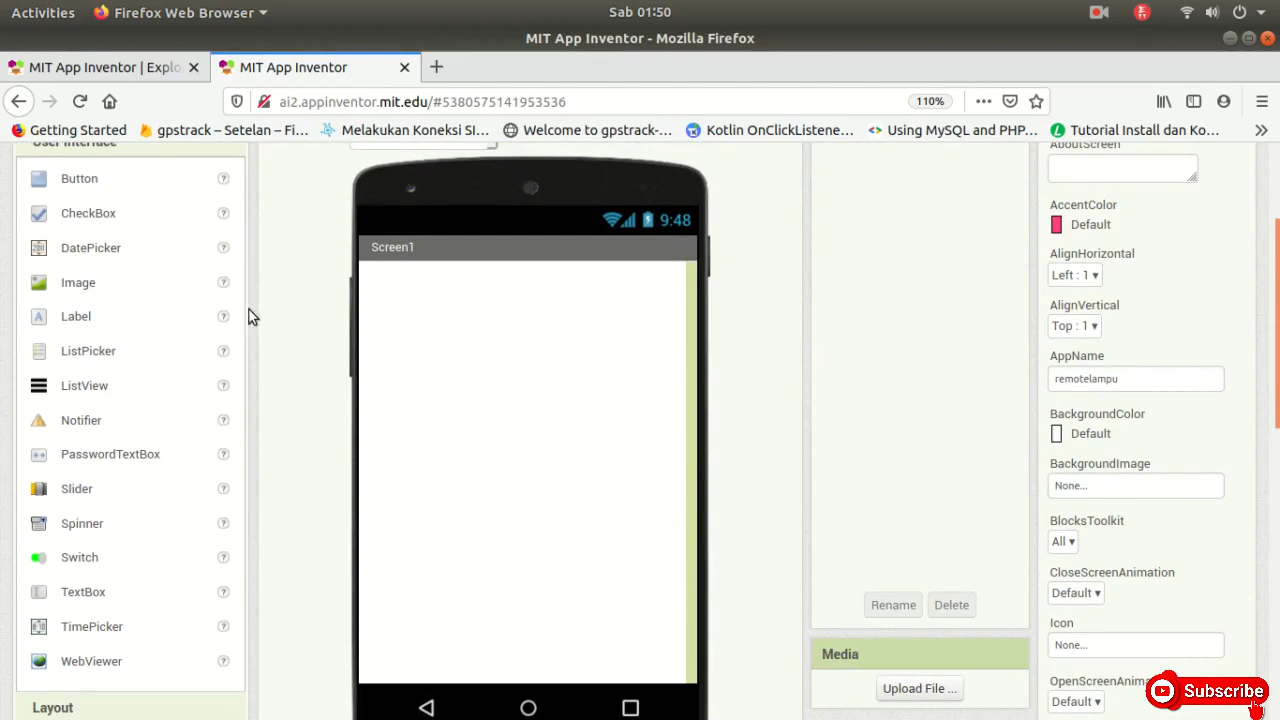 Activities
Firefox Web Browser
Sab 01:50
MIT App Inventor - Mozilla Firefox
MIT App Inventor | Explo
MIT App Inventor
ai2.appinventor.mit.edu/#5380575141953536
110%
Getting Started
gpstrack – Setelan – Fi...
Melakukan Koneksi SI...
Welcome to gpstrack-...
Kotlin OnClickListene...
Using MySQL and PHP...
Tutorial Install dan Ko...
User Interface
Button
CheckBox
DatePicker
Image
Label
ListPicker
ListView
Notifier
PasswordTextBox
Slider
Spinner
Switch
TextBox
TimePicker
WebViewer
Layout
9:48
Screen1
Rename
Delete
Media
Upload File ...
AboutScreen
AccentColor
Default
AlignHorizontal
Left : 1
AlignVertical
Top : 1
AppName
remotelampu
BackgroundColor
Default
BackgroundImage
None...
BlocksToolkit
All
CloseScreenAnimation
Default
Icon
None...
OpenScreenAnima
Default
Subscribe